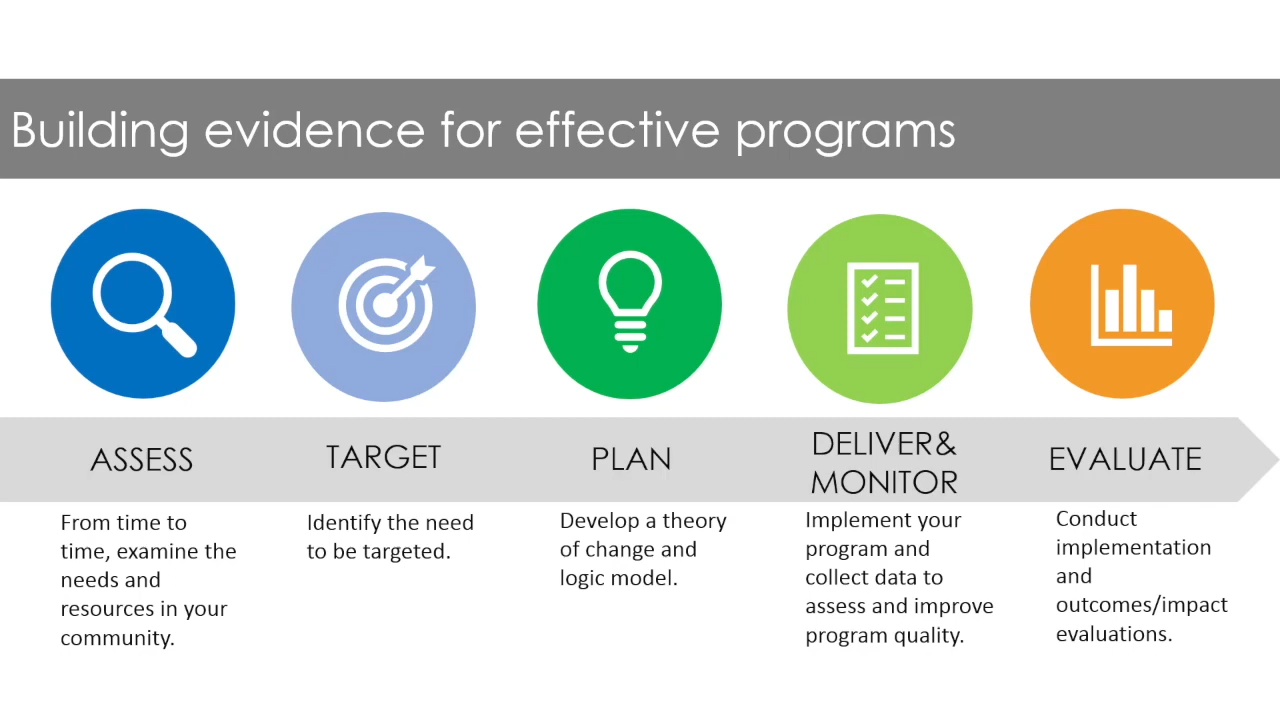 Building evidence for effective programs
ASSESS
From time to
time, examine the
needs and
resources in your
community.
TARGET
Identify the need
to be targeted.
PLAN
Develop a theory
of change and
logic model.
DELIVER&
MONITOR
Implement your
program and
collect data to
assess and improve
program quality.
EVALUATE
Conduct
implementation
and
outcomes/impact
evaluations.